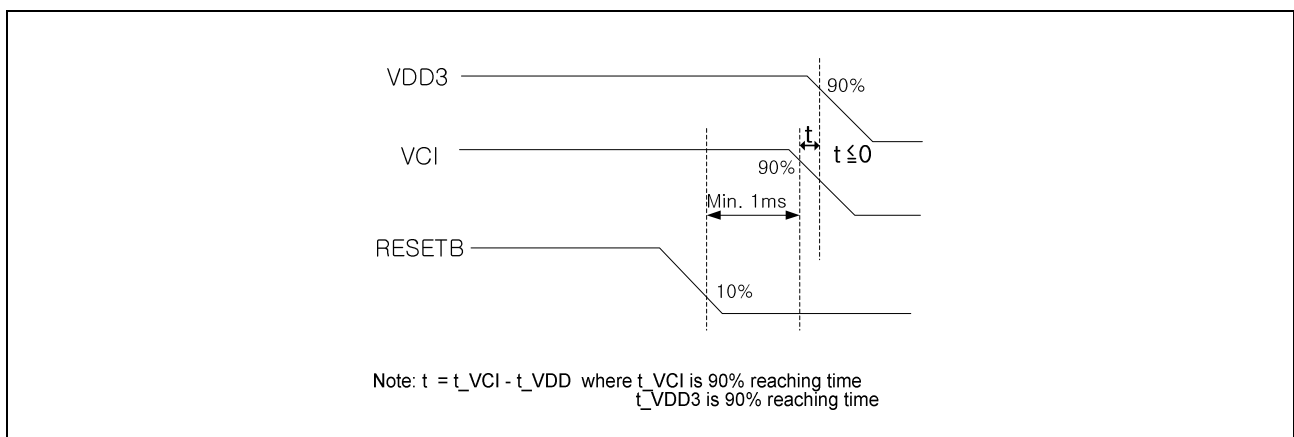 VDD3
90%
VCI
t
t ≦0
90%
Min. 1ms
RESETB
10%
Note: t = t_VCI - t_VDD where t_VCI is 90% reaching time
t_VDD3 is 90% reaching time